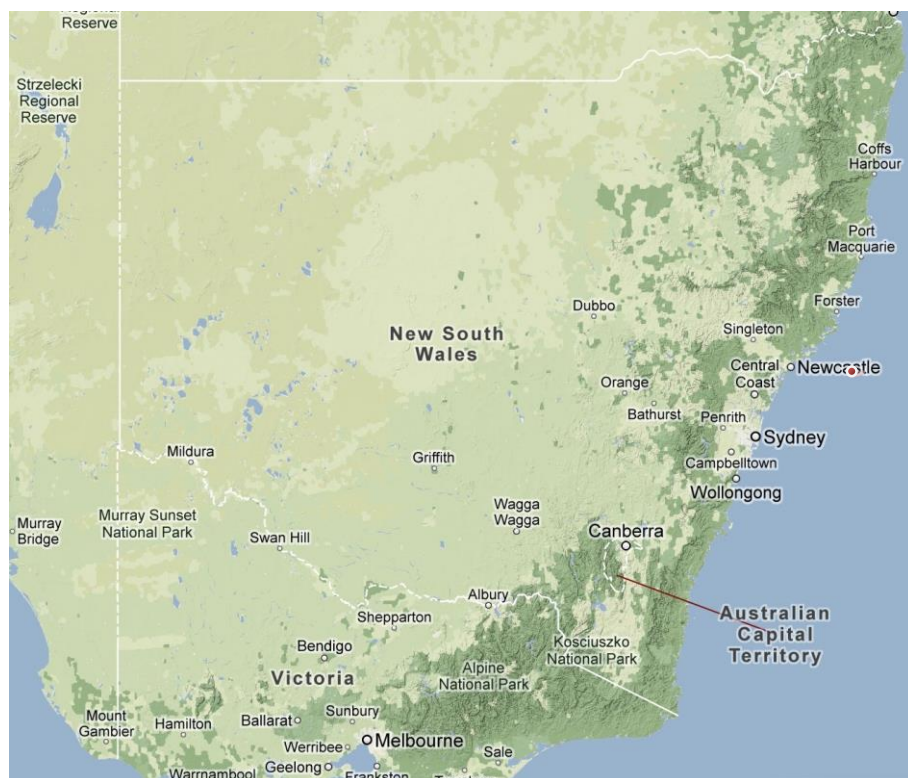 Regional
Reserve
Strzelecki
Regional
Reserve
Coffs
Harbour
Port
Macquarie
Forster
Dubbo
Singleton
New South
Wales
Central
Coast
Newcastle
Orange
Bathurst
Penrith
Sydney
Mildura
Griffith
Campbelltown
Wollongong
Murray Sunset
National Park
Murray
Bridge
Swan Hill
Wagga
Wagga
Canberra
Albury
Australian
Capital
Territory
Shepparton
Kosciuszko
National Park
Bendigo
Alpine
National Park
Victoria
Mount
Gambier
Hamilton
Ballarat
Sunbury
Melbourne
Werribee
Sale
Geelong
Frankston
Warrnambool